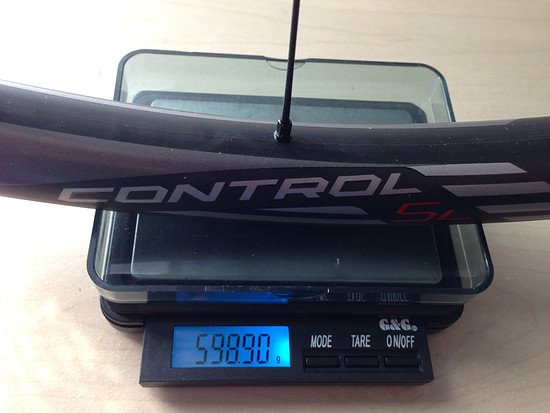 CONTROL
SL
G&G®
MODE TARE ON/OFF
598.90 g